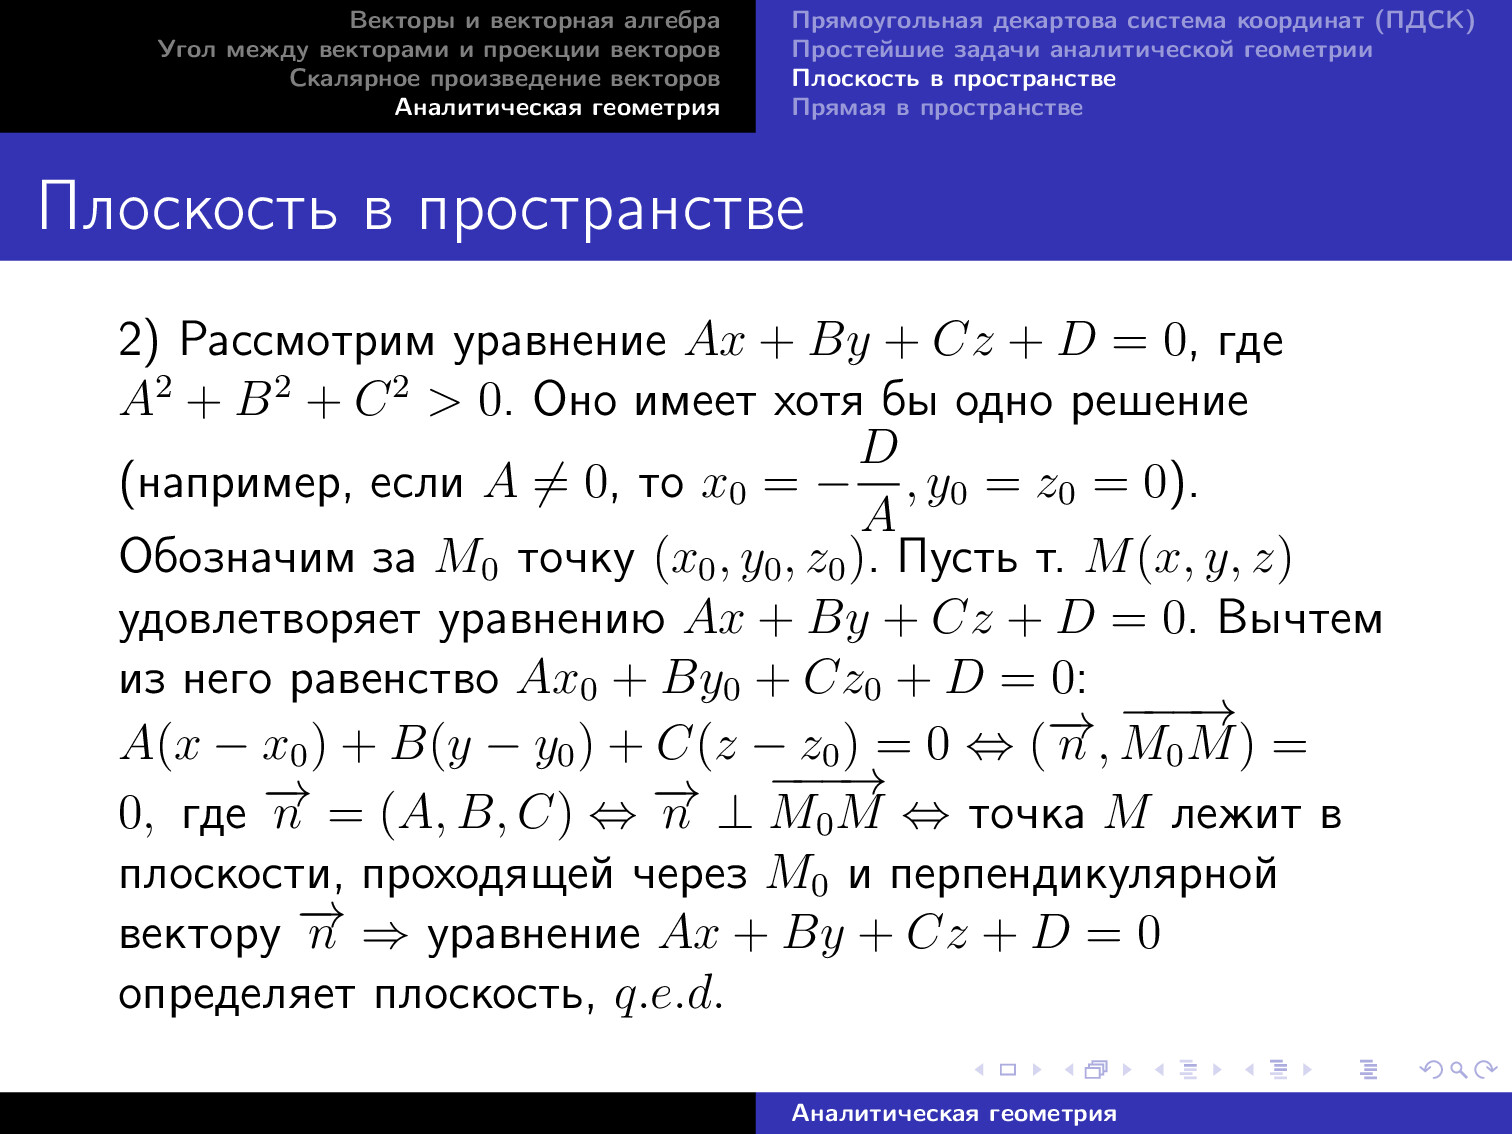 Векторы и векторная алгебра
Угол между векторами и проекции векторов
Скалярное произведение векторов
Аналитическая геометрия
Прямоугольная декартова система координат (ПДСК)
Простейшие задачи аналитической геометрии
Плоскость в пространстве
Прямая в пространстве
Плоскость в пространстве
2) Рассмотрим уравнение $Ax + By + Cz + D = 0$, где
$A^2 + B^2 + C^2 > 0$. Оно имеет хотя бы одно решение
(например, если $A \neq 0$, то $x_0 = -\dfrac{D}{A}, y_0 = z_0 = 0$).
Обозначим за $M_0$ точку $(x_0, y_0, z_0)$. Пусть т. $M(x, y, z)$
удовлетворяет уравнению $Ax + By + Cz + D = 0$. Вычтем
из него равенство $Ax_0 + By_0 + Cz_0 + D = 0$:
$A(x - x_0) + B(y - y_0) + C(z - z_0) = 0 \Leftrightarrow (\overrightarrow{n}, \overrightarrow{M_0M}) =$
$0,$ где $\overrightarrow{n} = (A, B, C) \Leftrightarrow \overrightarrow{n} \perp \overrightarrow{M_0M} \Leftrightarrow$ точка $M$ лежит в
плоскости, проходящей через $M_0$ и перпендикулярной
вектору $\overrightarrow{n} \Rightarrow$ уравнение $Ax + By + Cz + D = 0$
определяет плоскость, $q.e.d.$
Аналитическая геометрия